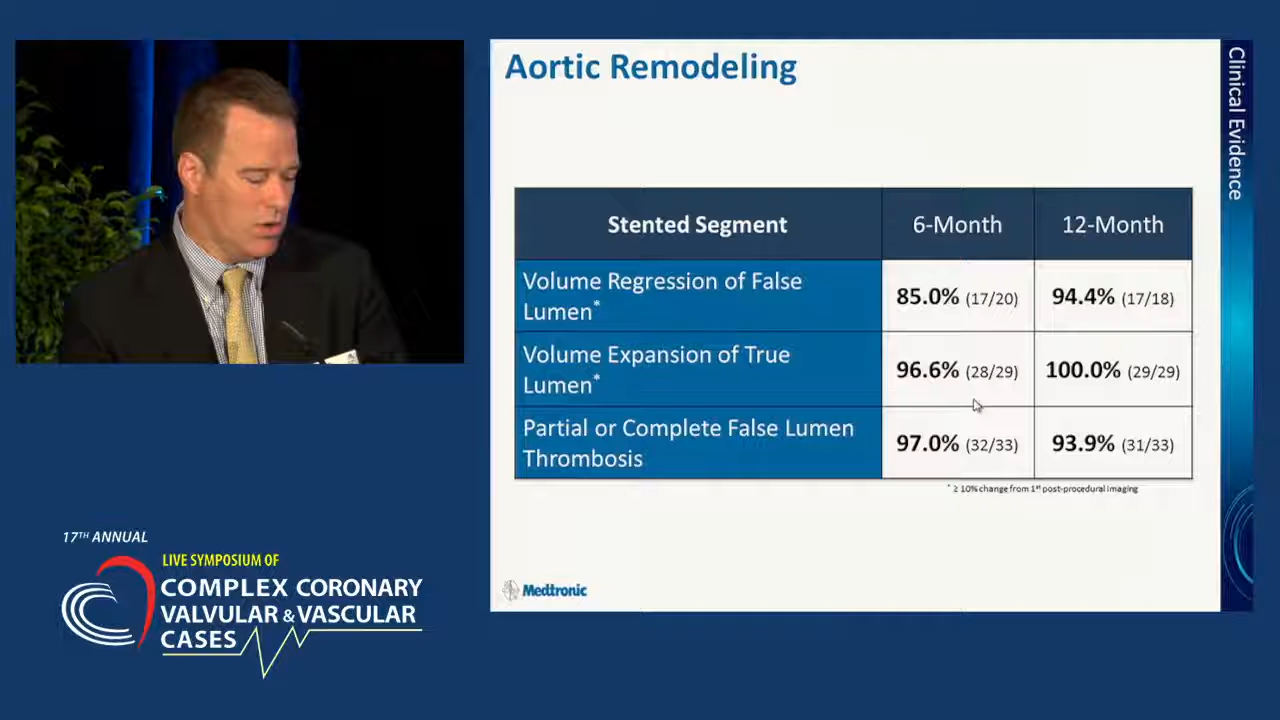 Aortic Remodeling
Clinical Evidence
Stented Segment 6-Month 12-Month
Volume Regression of False
Lumen* 85.0% (17/20) 94.4% (17/18)
Volume Expansion of True
Lumen* 96.6% (28/29) 100.0% (29/29)
Partial or Complete False Lumen
Thrombosis 97.0% (32/33) 93.9% (31/33)
* ≥ 10% change from 1st post-procedural imaging
Medtronic
17TH ANNUAL
LIVE SYMPOSIUM OF
COMPLEX CORONARY
VALVULAR & VASCULAR
CASES